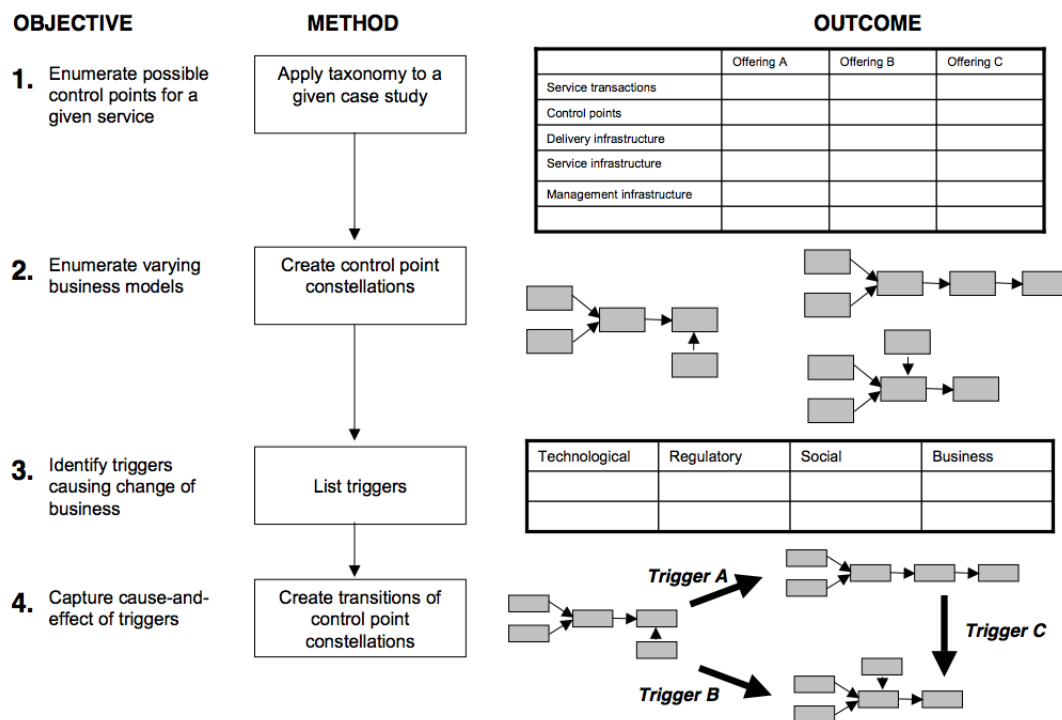 OBJECTIVE
METHOD
OUTCOME
1.
Enumerate possible
control points for a
given service
Apply taxonomy to a
given case study
Offering A
Offering B
Offering C
Service transactions
Control points
Delivery infrastructure
Service infrastructure
Management infrastructure
2.
Enumerate varying
business models
Create control point
constellations
3.
Identify triggers
causing change of
business
List triggers
Technological
Regulatory
Social
Business
4.
Capture cause-and-
effect of triggers
Create transitions of
control point
constellations
Trigger A
Trigger B
Trigger C